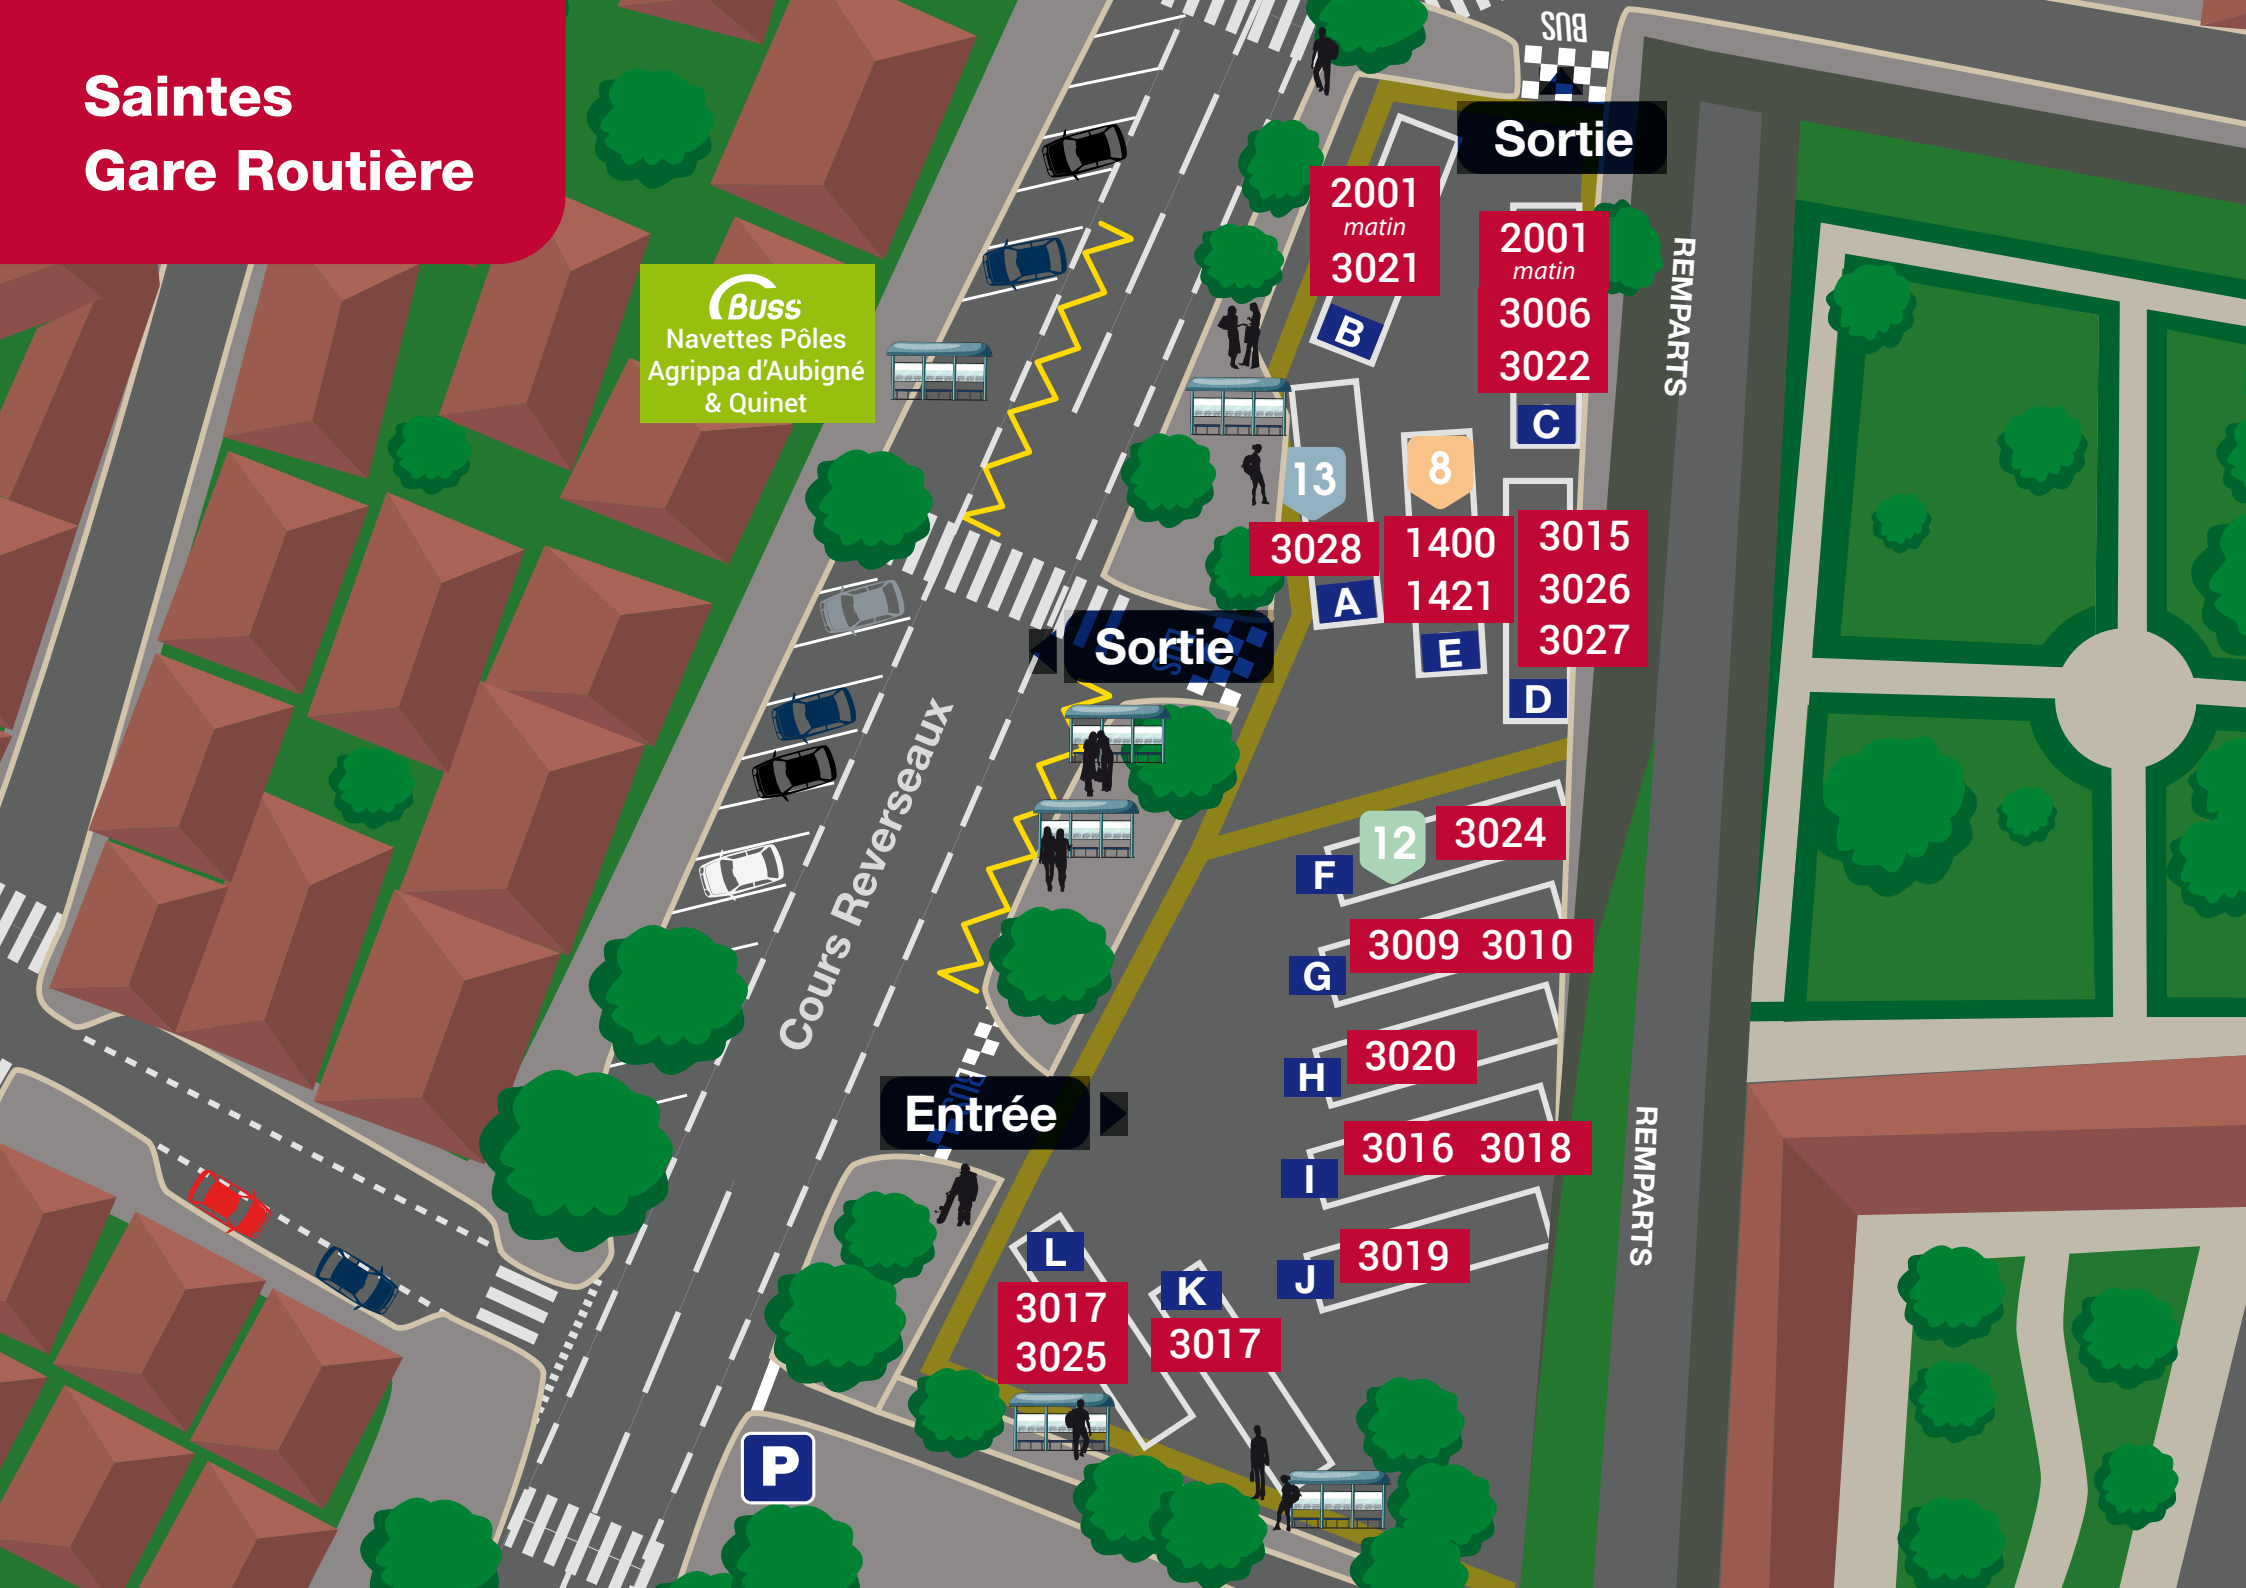 Saintes
Gare Routière
BUS
Sortie
2001
matin
3021
B
2001
matin
3006
3022
C
REMPARTS
Buss
Navettes Pôles
Agrippa d'Aubigné
& Quinet
13
3028
A
8
1400
1421
E
3015
3026
3027
D
Sortie
BUS
Cours Reverseaux
12
3024
F
3009 3010
G
3020
H
3016 3018
I
3019
J
REMPARTS
Entrée
BUS
L
3017
3025
K
3017
P